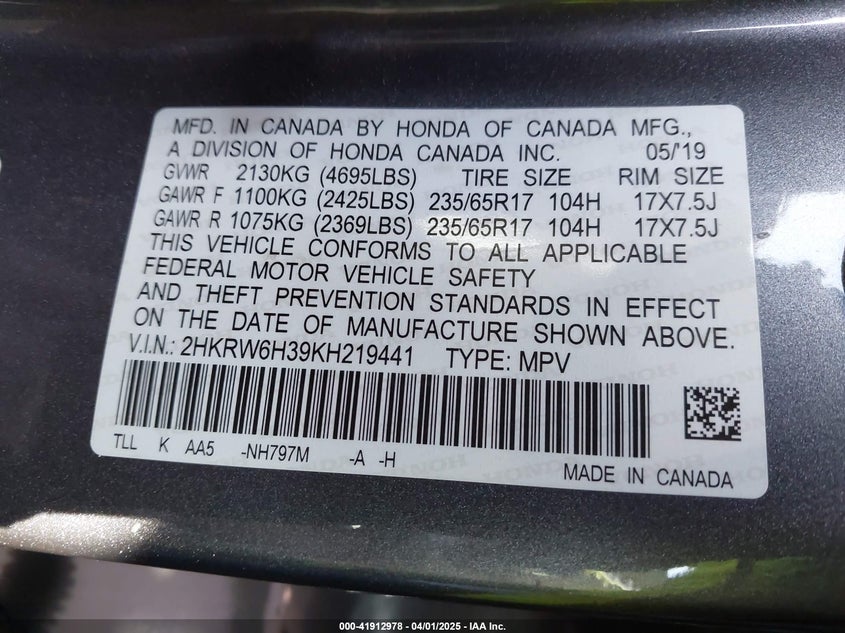 MFD. IN CANADA BY HONDA OF CANADA MFG.,
A DIVISION OF HONDA CANADA INC. 05/'19
GVWR 2130KG (4695LBS) TIRE SIZE RIM SIZE
GAWR F 1100KG (2425LBS) 235/65R17 104H 17X7.5J
GAWR R 1075KG (2369LBS) 235/65R17 104H 17X7.5J
THIS VEHICLE CONFORMS TO ALL APPLICABLE
FEDERAL MOTOR VEHICLE SAFETY
AND THEFT PREVENTION STANDARDS IN EFFECT
ON THE DATE OF MANUFACTURE SHOWN ABOVE.
V.I.N.: 2HKRW6H39KH219441 TYPE: MPV
TLL K AA5 -NH797M -A -H
MADE IN CANADA
000-41912978 | 04/01/2025 - IAA Inc.